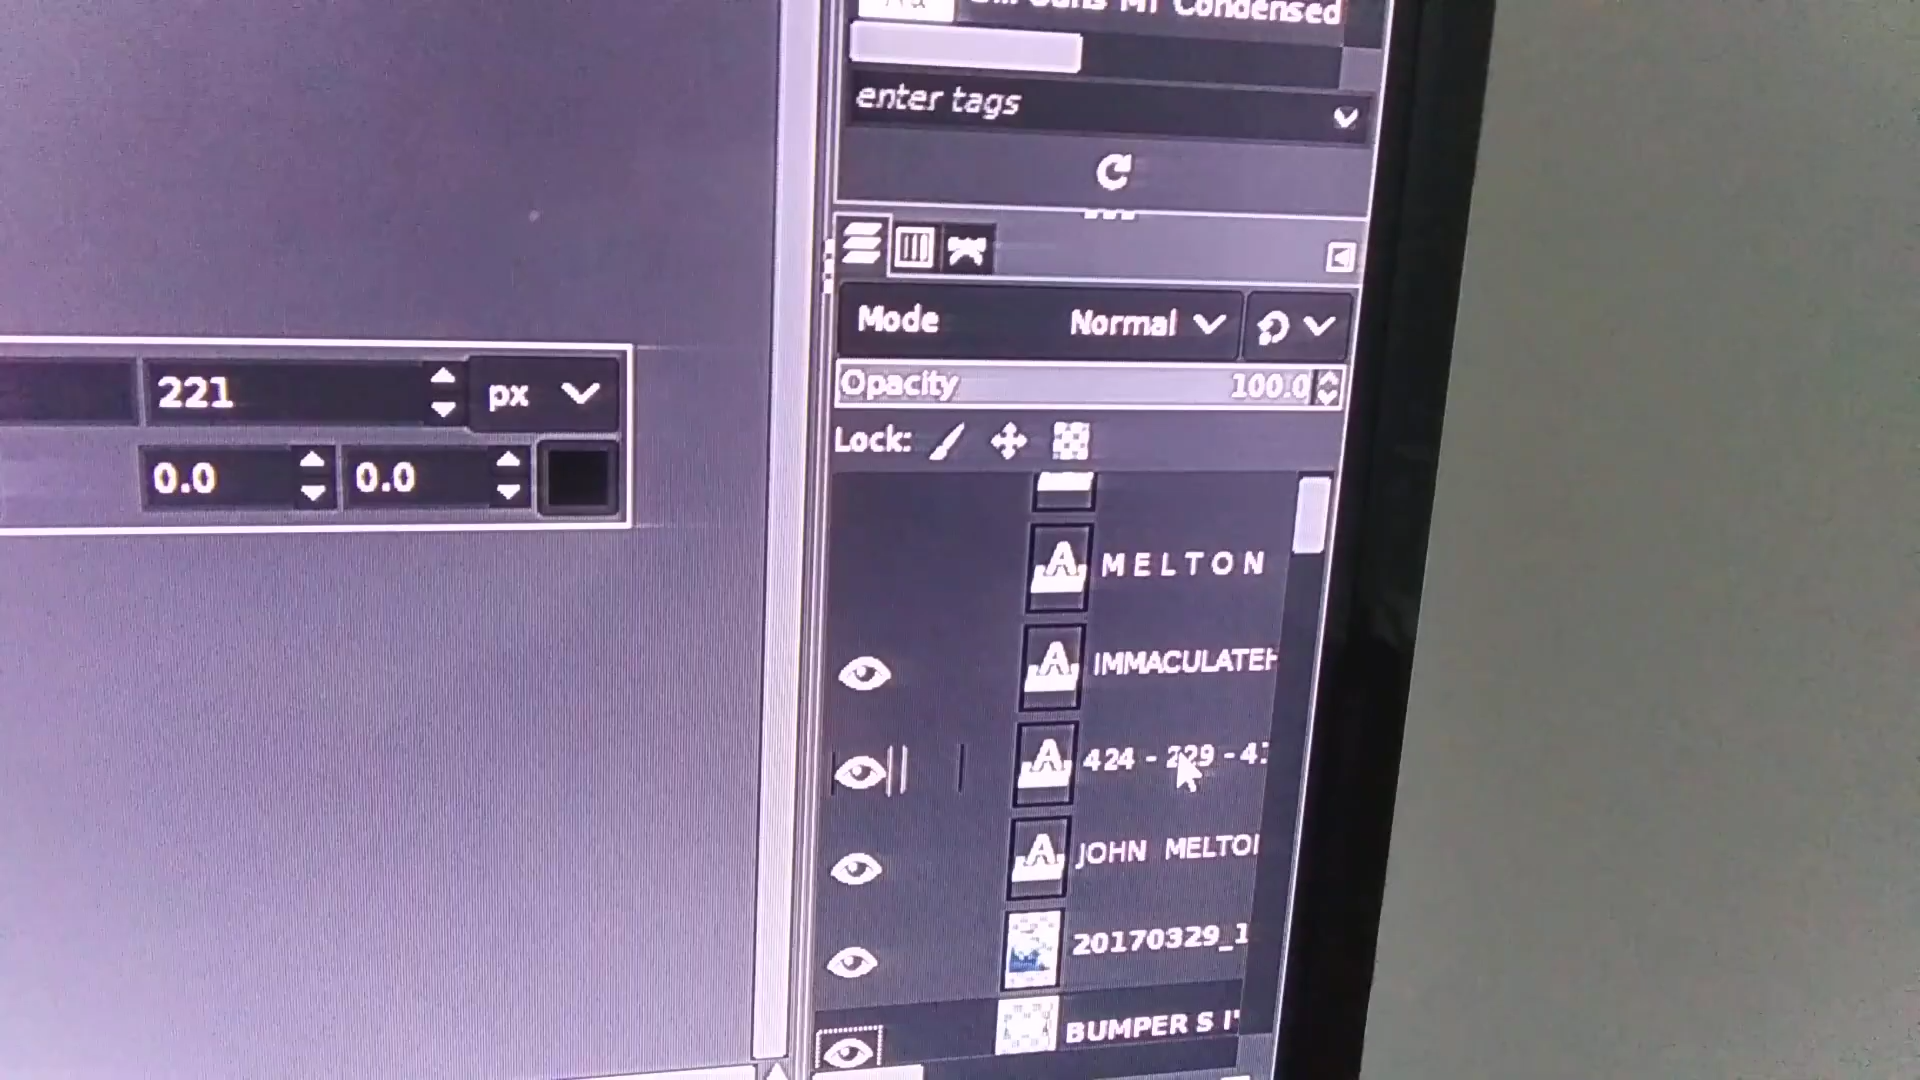 Condensed
enter tags
Mode Normal
Opacity 100.0
Lock:
221 px
0.0 0.0
MELTON
IMMACULATE
424 - 229 - 4
JOHN MELTO
20170329_1
BUMPER S